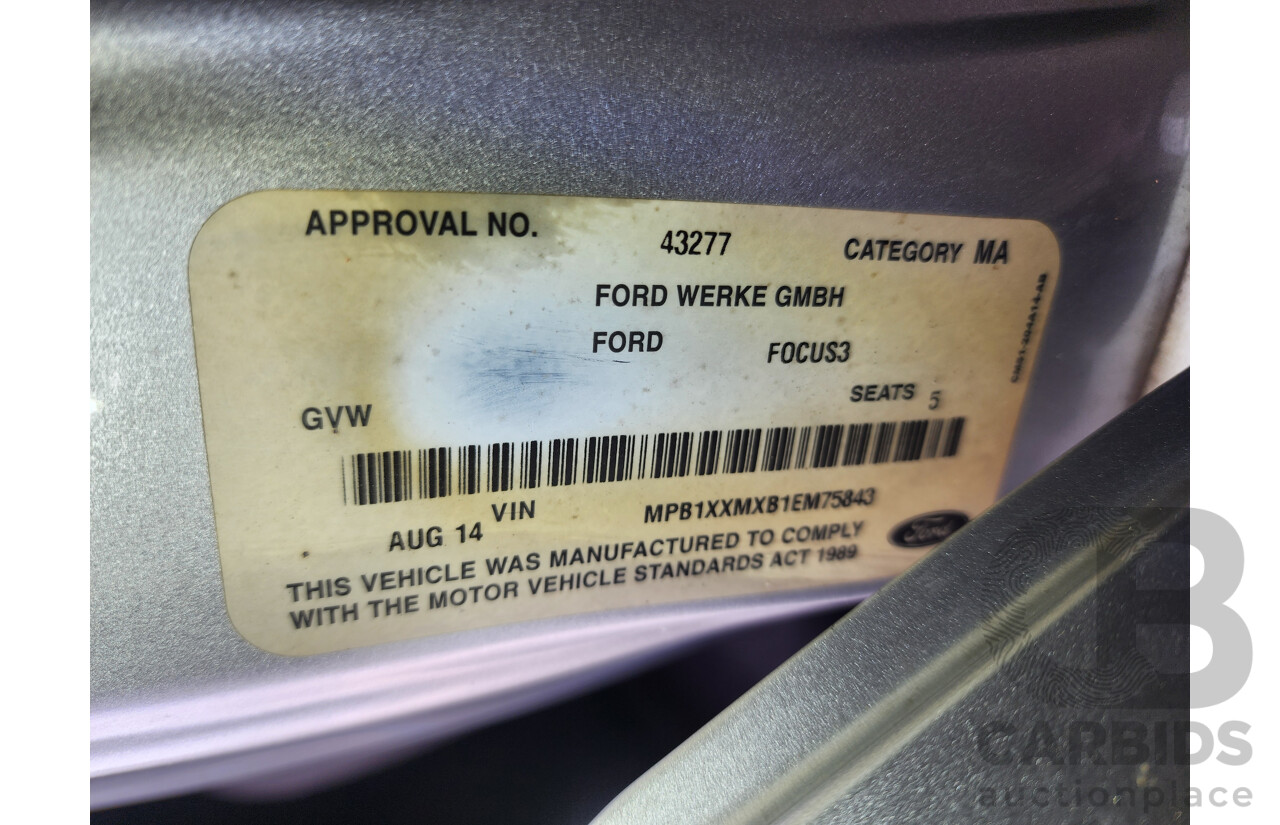 APPROVAL NO. 43277 CATEGORY MA
FORD WERKE GMBH
FORD FOCUS3
SEATS 5
GVW
VIN MPB1XXMXB1EM75843
AUG 14
THIS VEHICLE WAS MANUFACTURED TO COMPLY
WITH THE MOTOR VEHICLE STANDARDS ACT 1989
Ford
CARBIDS
auctionplace